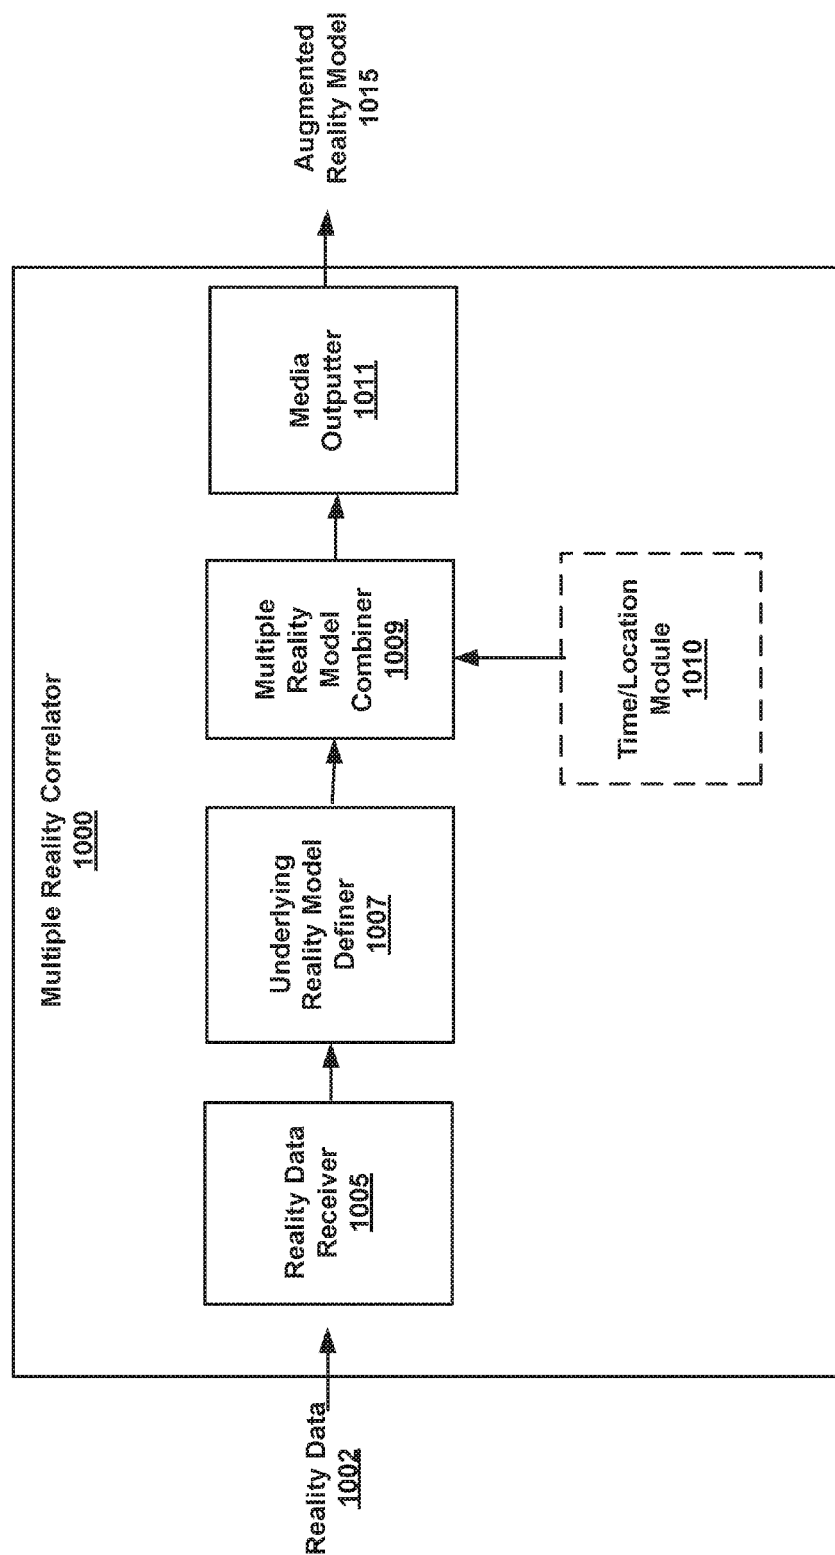 Multiple Reality Correlator
1000
Reality Data
1002
Reality Data
Receiver
1005
Underlying
Reality Model
Definer
1007
Multiple
Reality
Model
Combiner
1009
Time/Location
Module
1010
Media
Outputter
1011
Augmented
Reality Model
1015